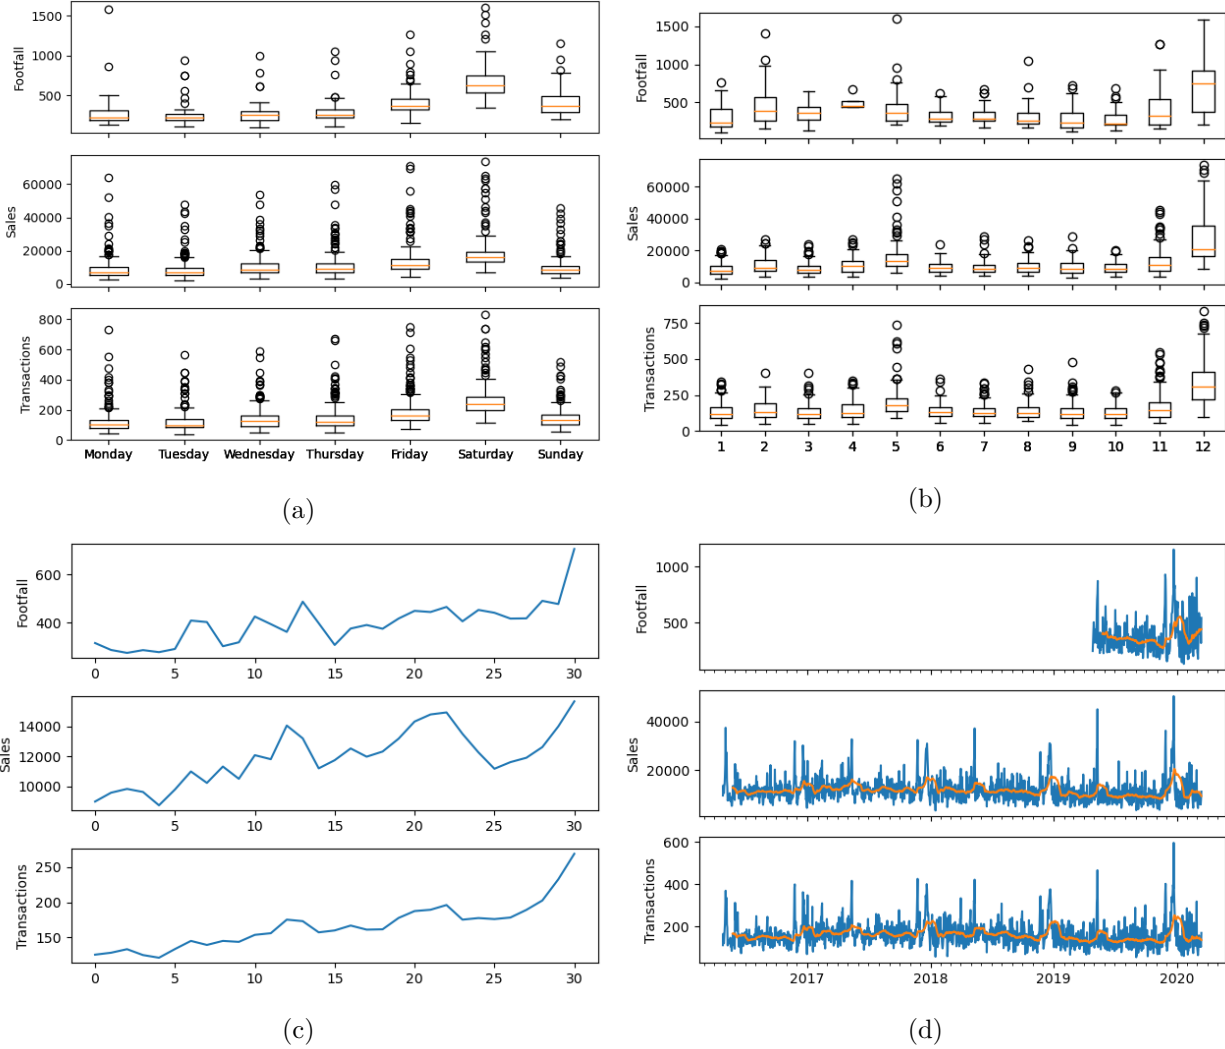 Footfall
1500
1000
500
Sales
60000
40000
20000
0
Transactions
800
600
400
200
0
Monday Tuesday Wednesday Thursday Friday Saturday Sunday
(a)
Footfall
1500
1000
500
Sales
60000
40000
20000
0
Transactions
750
500
250
0
1 2 3 4 5 6 7 8 9 10 11 12
(b)
Footfall
600
400
0 5 10 15 20 25 30
Sales
14000
12000
10000
0 5 10 15 20 25 30
Transactions
250
200
150
0 5 10 15 20 25 30
(c)
Footfall
1000
500
Sales
40000
20000
Transactions
600
400
200
2017 2018 2019 2020
(d)